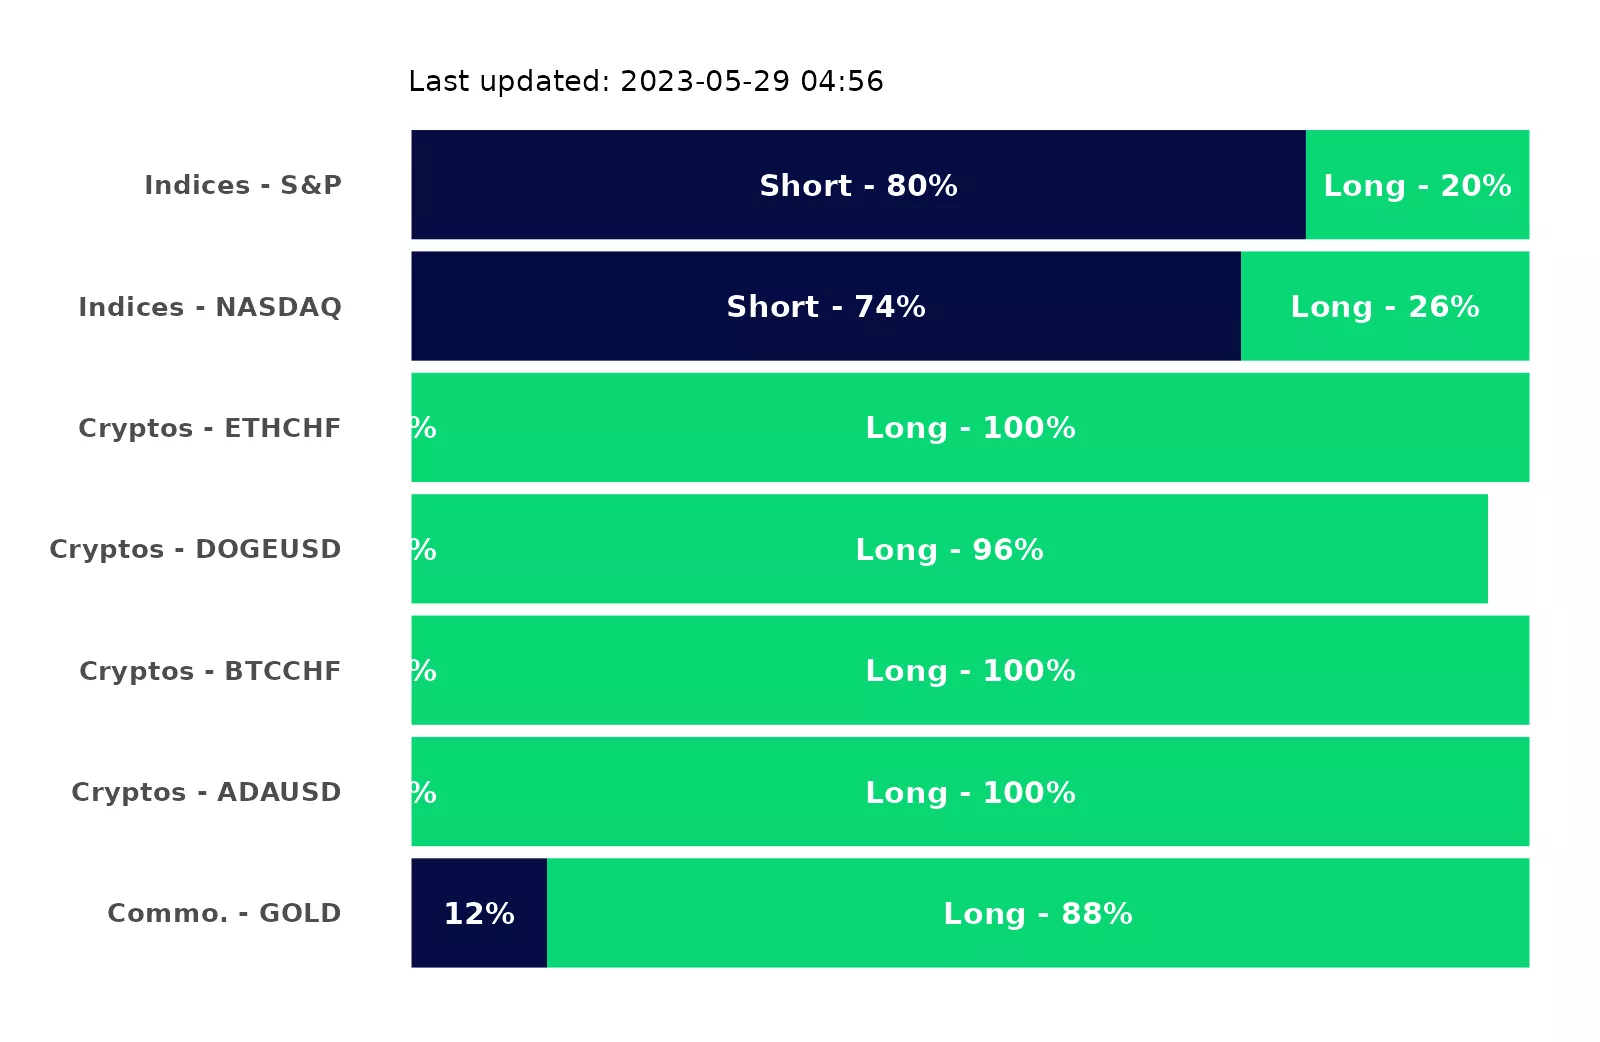 Last updated: 2023-05-29 04:56
Indices - S&P Short - 80% Long - 20%
Indices - NASDAQ Short - 74% Long - 26%
Cryptos - ETHCHF % Long - 100%
Cryptos - DOGEUSD % Long - 96%
Cryptos - BTCCHF % Long - 100%
Cryptos - ADAUSD % Long - 100%
Commo. - GOLD 12% Long - 88%